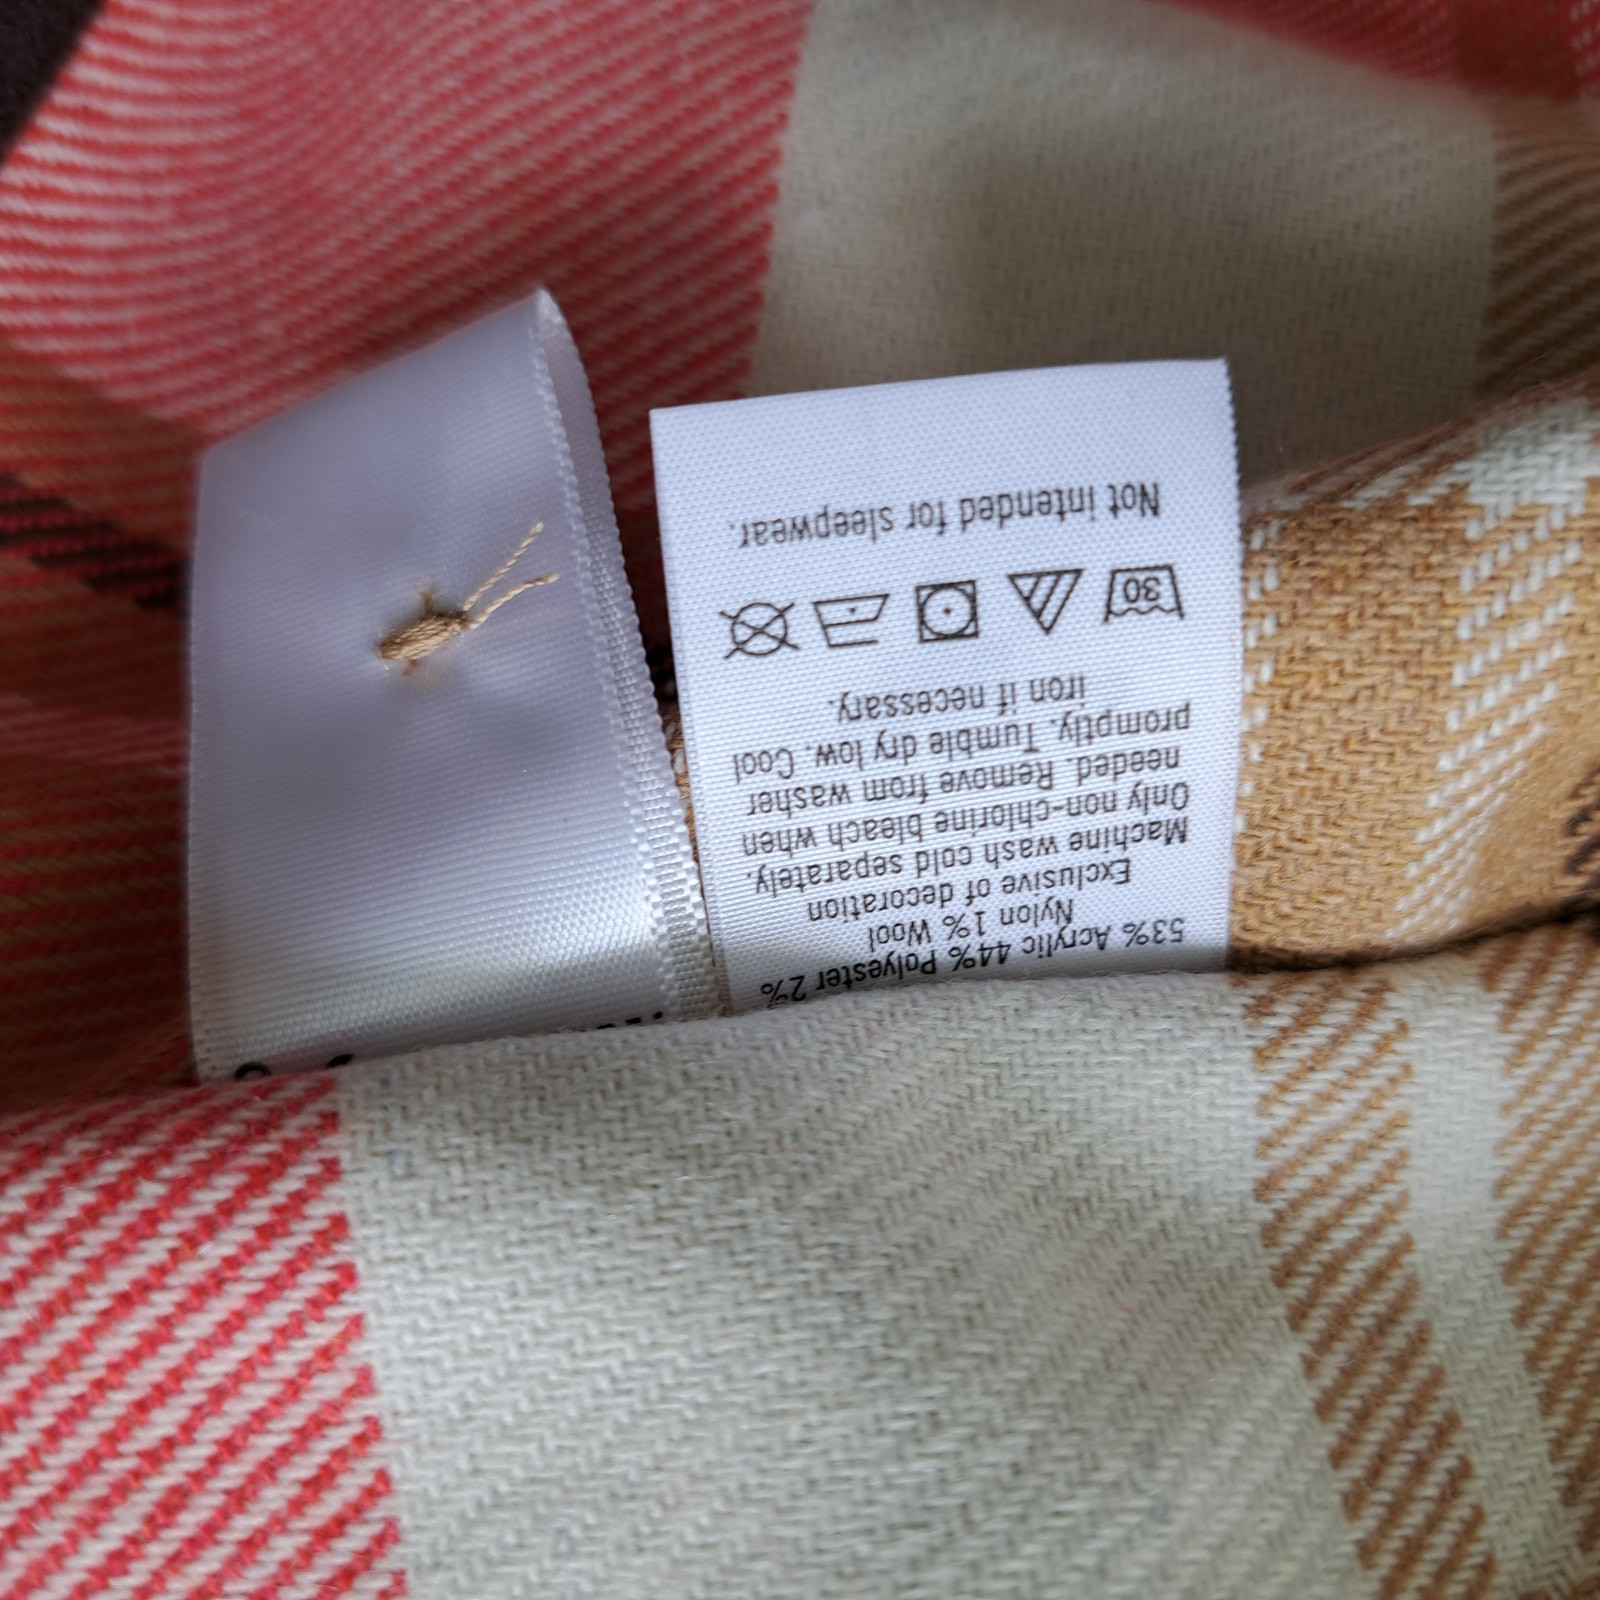 53% Acrylic 44% Polyester 2%
Nylon 1% Wool
Exclusive of decoration
Machine wash cold separately.
Only non-chlorine bleach when
needed. Remove from washer
promptly. Tumble dry low. Cool
iron if necessary.
30
Not intended for sleepwear.